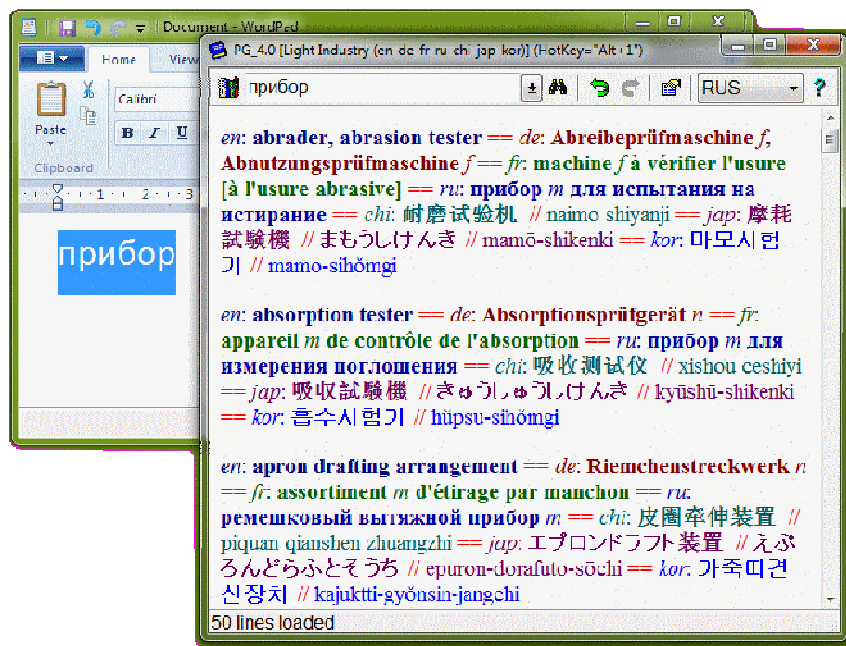 Document - WordPad
Home View
Calibri
Paste
B I U
Clipboard
1 2 3
прибор
PG_4.0 [Light Industry (en de fr ru chi jap kor)] (HotKey="Alt+1")
прибор RUS
en: abrader, abrasion tester == de: Abreibeprüfmaschine f,
Abnutzungsprüfmaschine f == fr: machine f à vérifier l'usure
[à l'usure abrasive] == ru: прибор m для испытания на
истирание == chi: 耐磨试验机 // naimo shiyanji == jap: 摩耗
試験機 // まもうしけんき // mamō-shikenki == kor: 마모시험
기 // mamo-sihŏmgi
en: absorption tester == de: Absorptionsprüfgerät n == fr:
appareil m de contrôle de l'absorption == ru: прибор m для
измерения поглошения == chi: 吸收测试仪 // xishou ceshiyi
== jap: 吸収試験機 // きゅうしゅうしけんき // kyūshū-shikenki
== kor: 흡수시험기 // hŭpsu-sihŏmgi
en: apron drafting arrangement == de: Riemchenstreckwerk n
== fr: assortiment m d'étirage par manchon == ru:
ремешковый вытяжной прибор m == chi: 皮圈牵伸装置 //
piquan qianshen zhuangzhi == jap: エプロンドラフト装置 // えぷ
ろんどらふとそうち // epuron-dorafuto-sōchi == kor: 가죽띠견
신장치 // kajuktti-gyŏnsin-jangchi
50 lines loaded